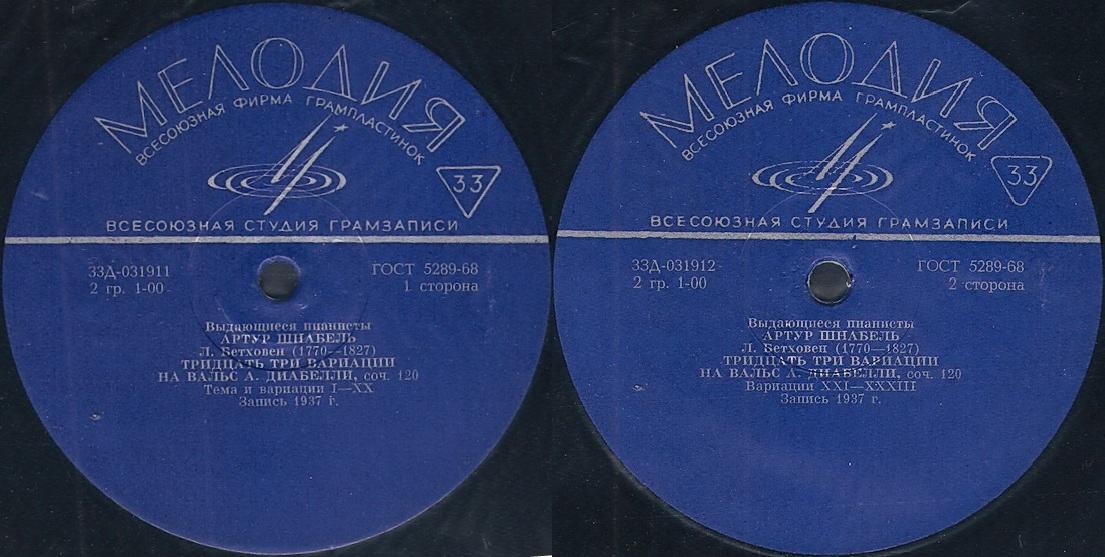 МЕЛОДИЯ
ВСЕСОЮЗНАЯ ФИРМА ГРАМПЛАСТИНОК
33
ВСЕСОЮЗНАЯ СТУДИЯ ГРАМЗАПИСИ
33Д-031911
ГОСТ 5289-68
2 гр. 1-00
1 сторона
Выдающиеся пианисты
АРТУР ШНАБЕЛЬ
Л. Бетховен (1770—1827)
ТРИДЦАТЬ ТРИ ВАРИАЦИИ
НА ВАЛЬС А. ДИАБЕЛЛИ, соч. 120
Тема и вариации I—XX
Запись 1937 г.
МЕЛОДИЯ
ВСЕСОЮЗНАЯ ФИРМА ГРАМПЛАСТИНОК
33
ВСЕСОЮЗНАЯ СТУДИЯ ГРАМЗАПИСИ
33Д-031912
ГОСТ 5289-68
2 гр. 1-00
2 сторона
Выдающиеся пианисты
АРТУР ШНАБЕЛЬ
Л. Бетховен (1770—1827)
ТРИДЦАТЬ ТРИ ВАРИАЦИИ
НА ВАЛЬС А. ДИАБЕЛЛИ, соч. 120
Вариации XXI—XXXIII
Запись 1937 г.